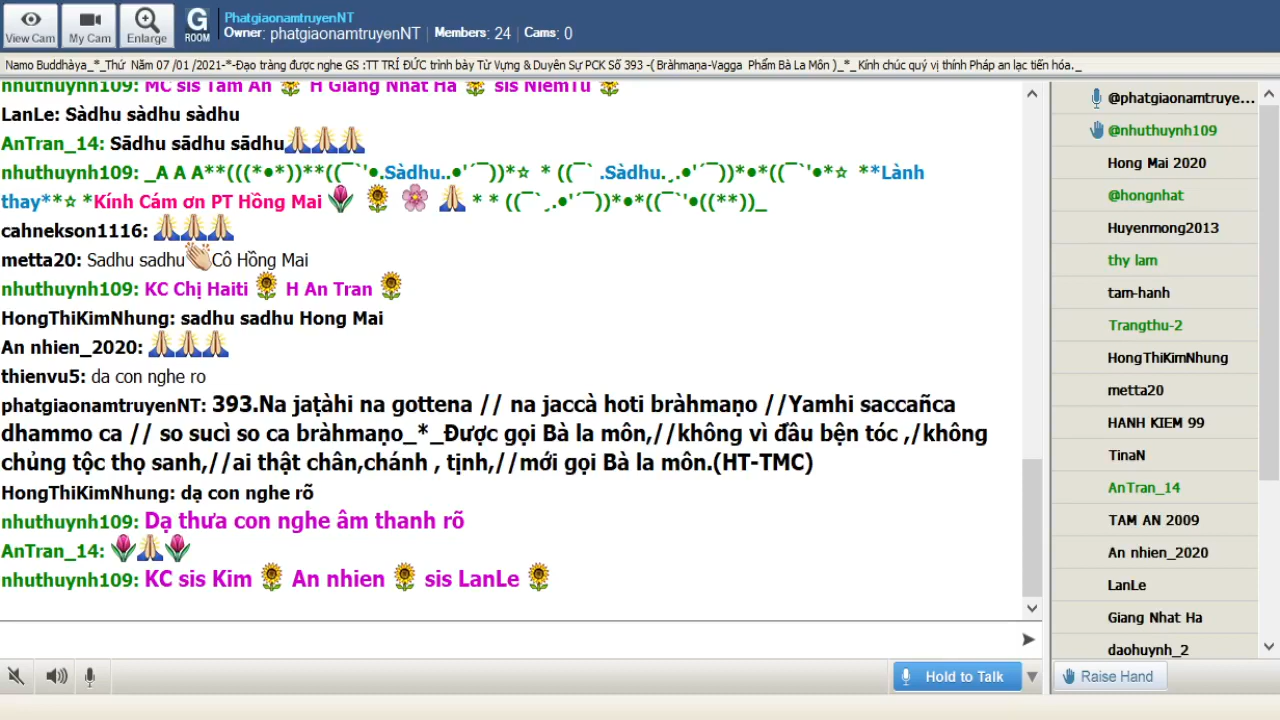 View Cam
My Cam
Enlarge
G
ROOM
PhatgiaonamtruyenNT
Owner: phatgiaonamtruyenNT | Members: 24 | Cams: 0
Namo Buddhàya_*_Thứ Năm 07 /01 /2021-*-Đạo tràng được nghe GS :TT TRÍ ĐỨC trình bày Từ Vựng & Duyên Sự PCK Số 393 -( Bràhmaṇa-Vagga Phẩm Bà La Môn )_*_ Kính chúc quý vị thính Pháp an lạc tiến hóa._
nhuthuynh109: MC sis Tam An 🌻 H Giang Nhat Ha 🌻 sis NiemTu 🌻
LanLe: Sàdhu sàdhu sàdhu
AnTran_14: Sādhu sādhu sādhu🙏🙏🙏
nhuthuynh109: _A A A**(((*•*))**((¯`'•.Sàdhu..•'´¯))*☆ * ((¯` .Sàdhu.¸.•'´¯))*•*((¯`'•*☆ **Lành
thay**☆ *Kính Cám ơn PT Hồng Mai 🌷 🌻 🌸 🙏 * * ((¯`¸.•'´¯))*•*((¯`'•((**))_
cahnekson1116: 🙏🙏🙏
metta20: Sadhu sadhu👏Cô Hồng Mai
nhuthuynh109: KC Chị Haiti 🌻 H An Tran 🌻
HongThiKimNhung: sadhu sadhu Hong Mai
An nhien_2020: 🙏🙏🙏
thienvu5: da con nghe ro
phatgiaonamtruyenNT: 393.Na jaṭàhi na gottena // na jaccà hoti bràhmaṇo //Yamhi saccañca
dhammo ca // so sucì so ca bràhmaṇo_*_Được gọi Bà la môn,//không vì đầu bện tóc ,/không
chủng tộc thọ sanh,//ai thật chân,chánh , tịnh,//mới gọi Bà la môn.(HT-TMC)
HongThiKimNhung: dạ con nghe rõ
nhuthuynh109: Dạ thưa con nghe âm thanh rõ
AnTran_14: 🌷🙏🌷
nhuthuynh109: KC sis Kim 🌻 An nhien 🌻 sis LanLe 🌻
Hold to Talk
@phatgiaonamtruye...
@nhuthuynh109
Hong Mai 2020
@hongnhat
Huyenmong2013
thy lam
tam-hanh
Trangthu-2
HongThiKimNhung
metta20
HANH KIEM 99
TinaN
AnTran_14
TAM AN 2009
An nhien_2020
LanLe
Giang Nhat Ha
daohuynh_2
Raise Hand